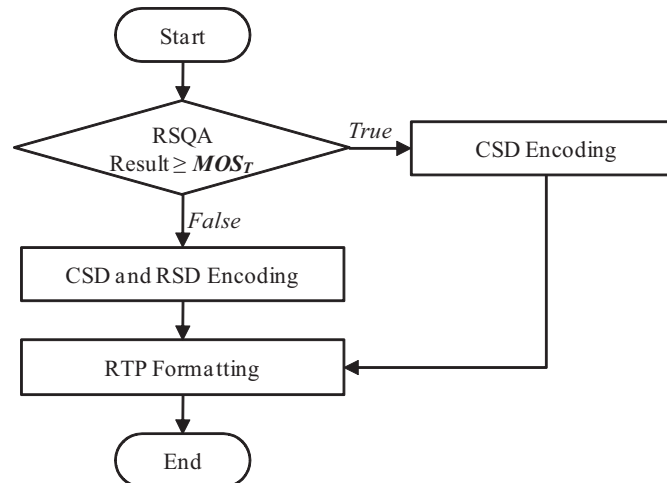 Start
RSQA
Result ≥ MOST
True
CSD Encoding
False
CSD and RSD Encoding
RTP Formatting
End